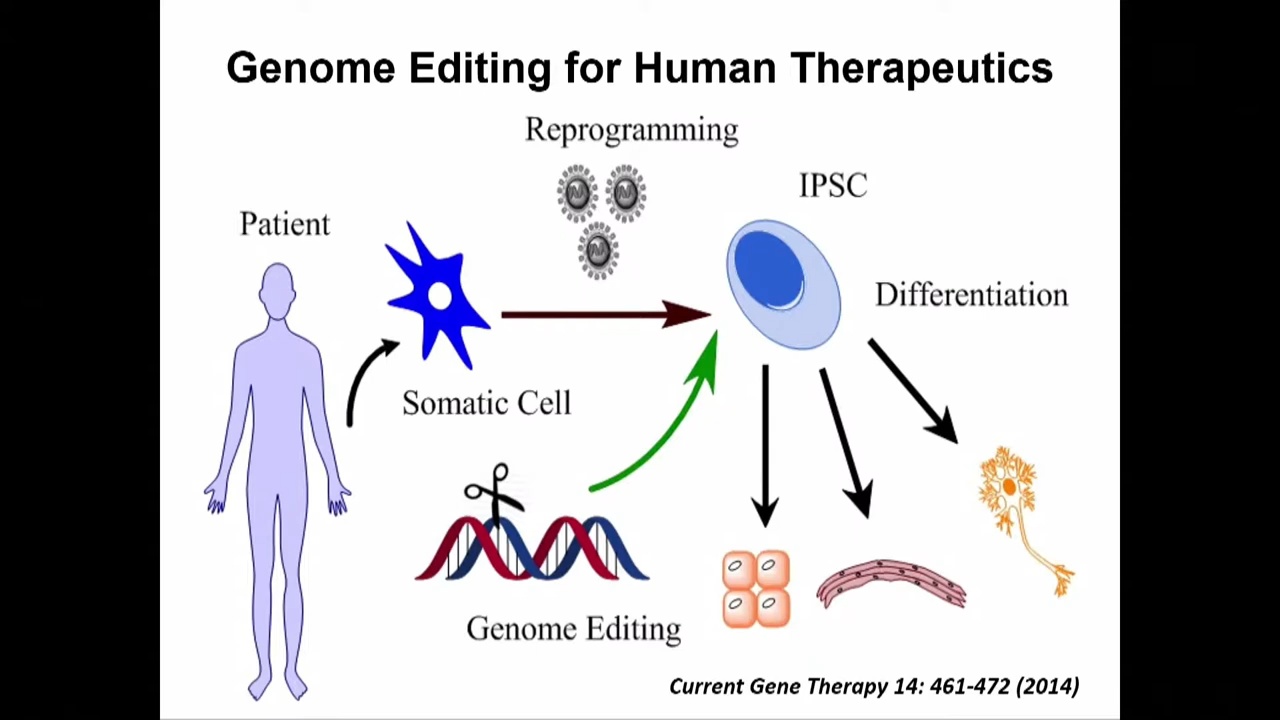 Genome Editing for Human Therapeutics
Reprogramming
IPSC
Patient
Differentiation
Somatic Cell
Genome Editing
Current Gene Therapy 14: 461-472 (2014)